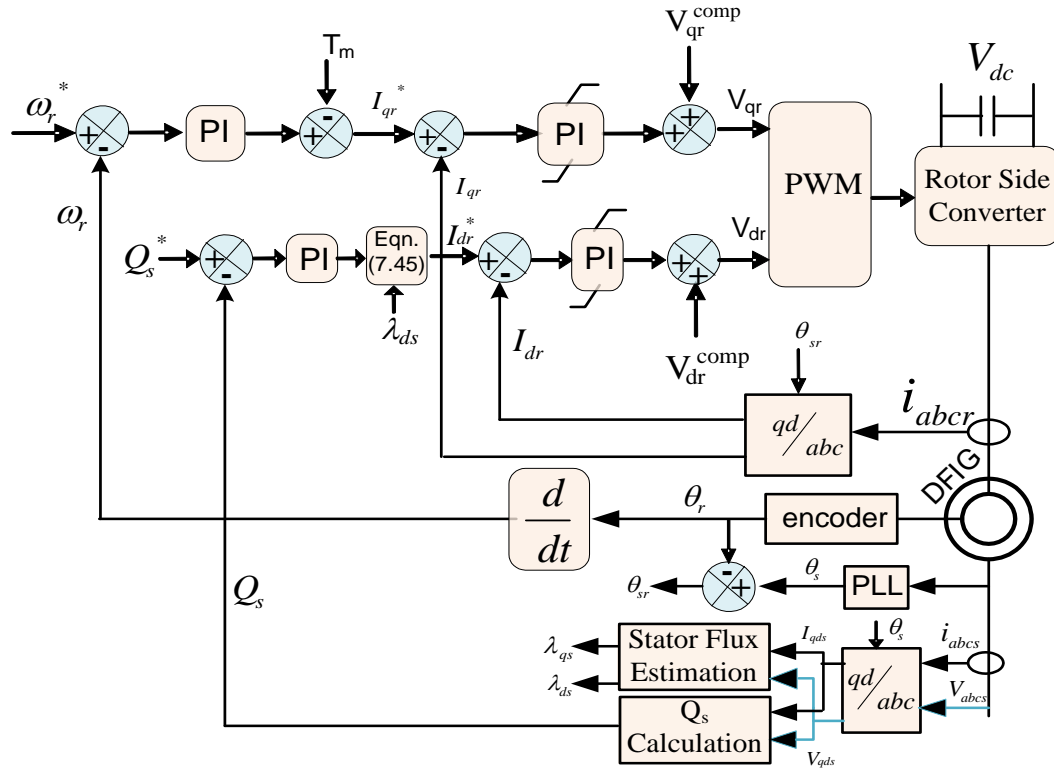 V_qr^comp
T_m
V_dc
ω_r^*
+
-
PI
-
+
I_qr^*
+
-
PI
+
+
V_qr
PWM
Rotor Side
Converter
I_qr
ω_r
Q_s^*
+
-
PI
Eqn.
(7.45)
I_dr^*
+
-
PI
+
+
V_dr
λ_ds
I_dr
V_dr^comp
θ_sr
qd/abc
i_abcr
DFIG
d/dt
θ_r
encoder
Q_s
θ_sr
-
+
θ_s
PLL
θ_s
λ_qs
λ_ds
Stator Flux
Estimation
I_qds
qd/abc
i_abcs
V_abcs
Q_s
Calculation
V_qds